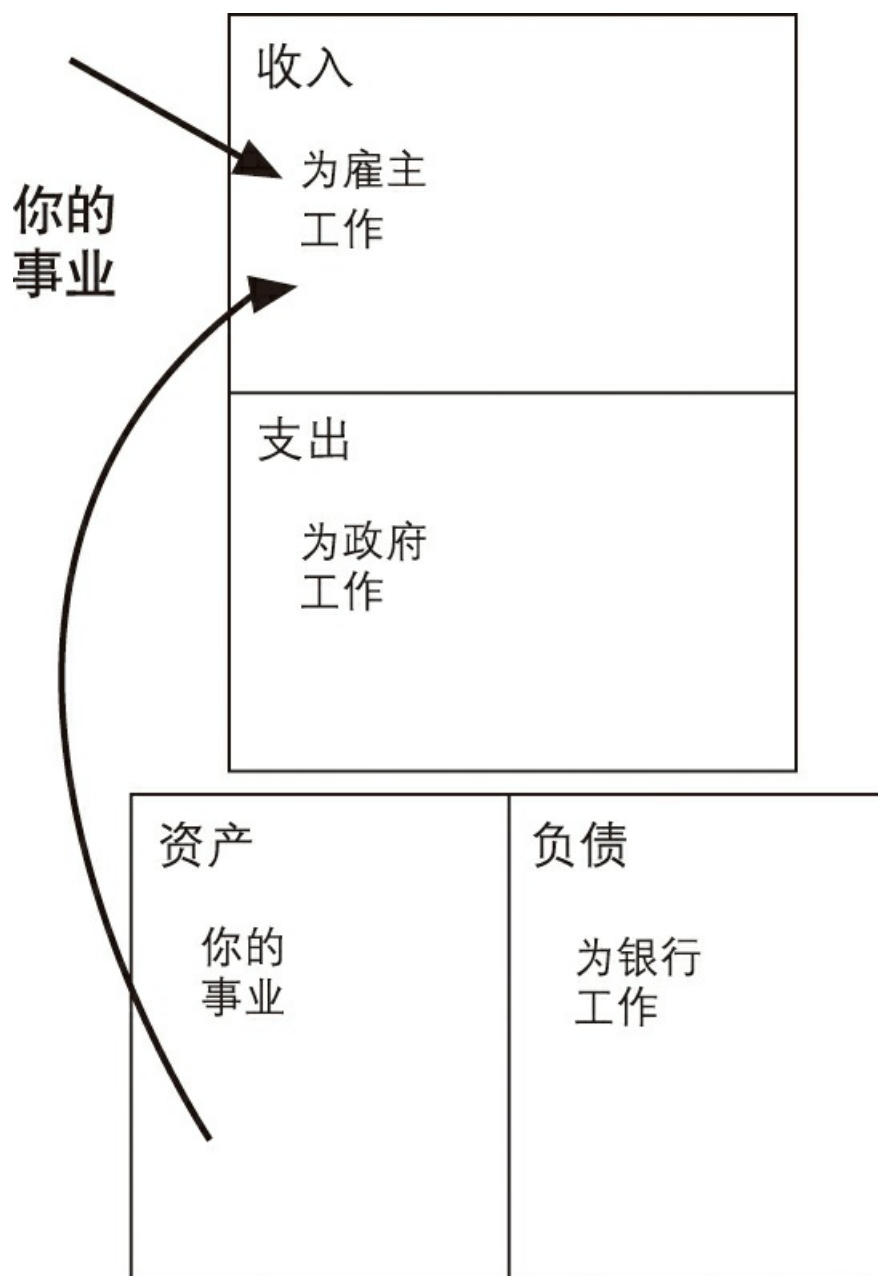 收入
为雇主
工作
你的
事业
支出
为政府
工作
资产
你的
事业
负债
为银行
工作